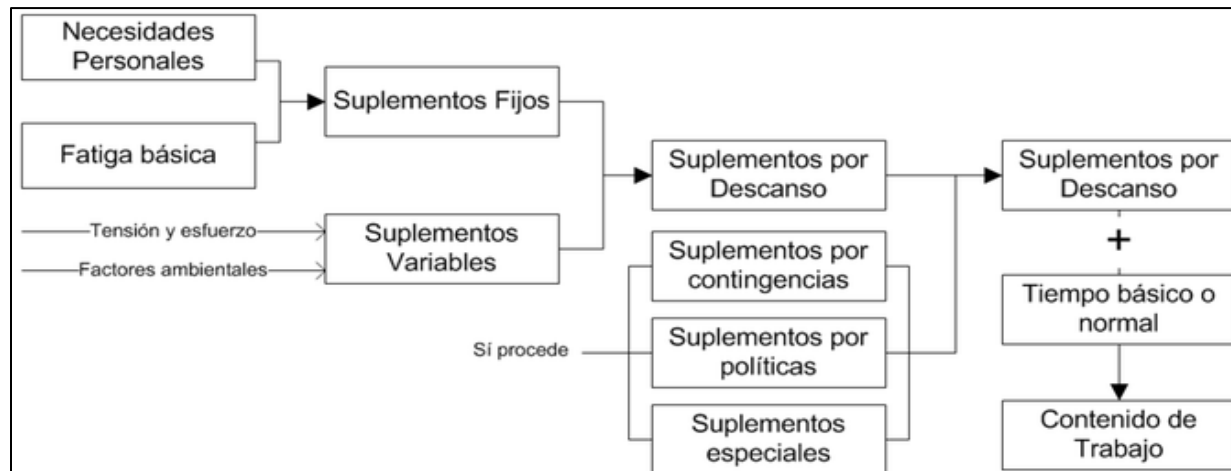 Necesidades
Personales
Fatiga básica
Tensión y esfuerzo
Factores ambientales
Suplementos Fijos
Suplementos
Variables
Sí procede
Suplementos por
Descanso
Suplementos por
contingencias
Suplementos por
políticas
Suplementos
especiales
Suplementos por
Descanso
+
Tiempo básico o
normal
Contenido de
Trabajo